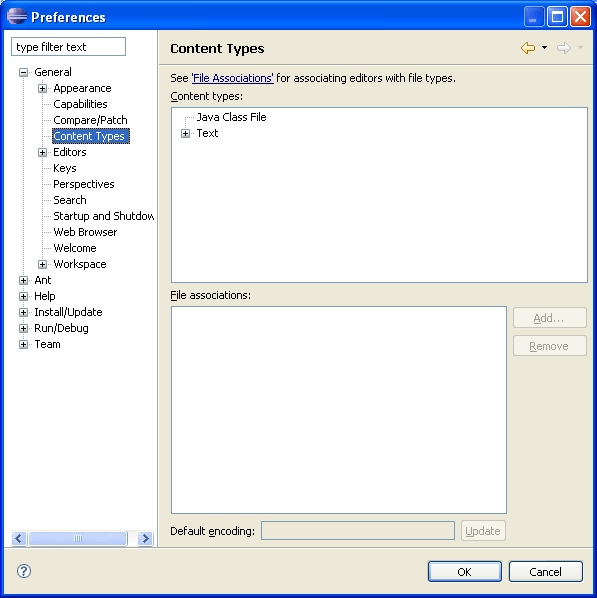 Preferences
type filter text
General
Appearance
Capabilities
Compare/Patch
Content Types
Editors
Keys
Perspectives
Search
Startup and Shutdow
Web Browser
Welcome
Workspace
Ant
Help
Install/Update
Run/Debug
Team
Content Types
See 'File Associations' for associating editors with file types.
Content types:
Java Class File
Text
File associations:
Add...
Remove
Default encoding:
Update
?
OK
Cancel